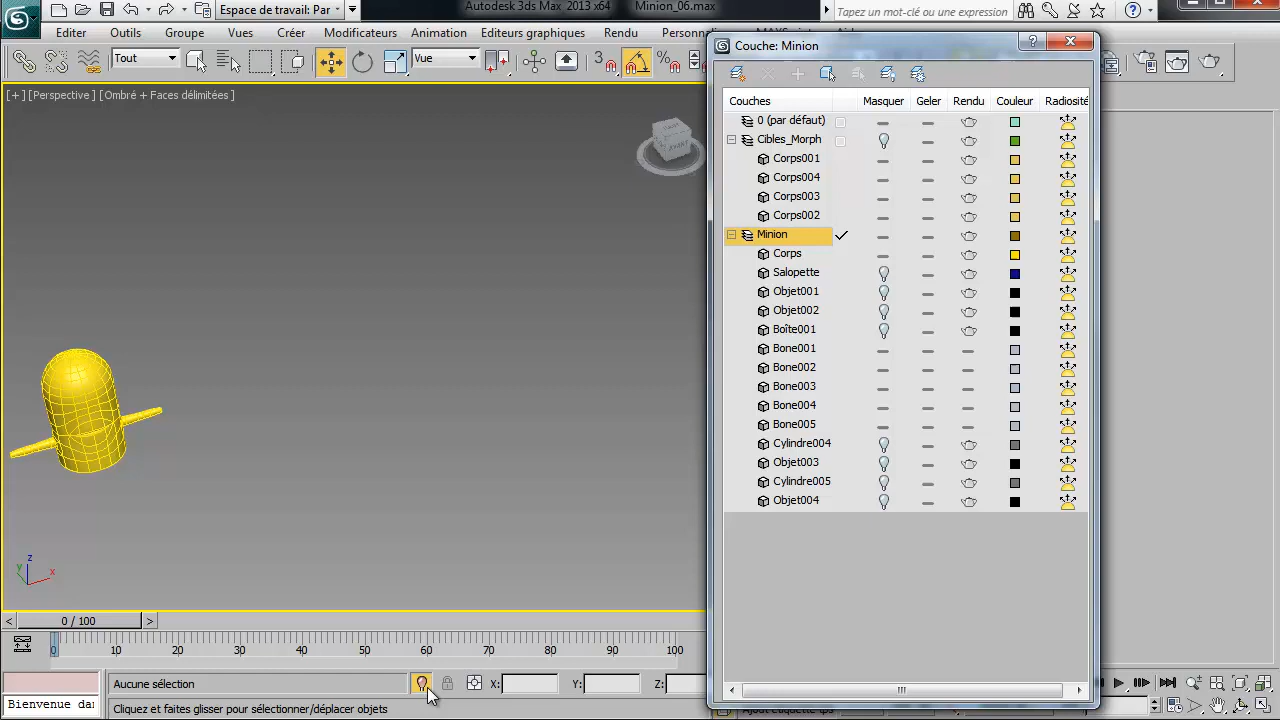 Espace de travail: Par
Autodesk 3ds Max 2013 x64
Minion_06.max
Tapez un mot-clé ou une expression
Editer
Outils
Groupe
Vues
Créer
Modificateurs
Animation
Editeurs graphiques
Rendu
Tout
Vue
3
[+] [Perspective] [Ombré + Faces délimitées]
Couche: Minion
Couches
Masquer
Geler
Rendu
Couleur
Radiosité
0 (par défaut)
Cibles_Morph
Corps001
Corps004
Corps003
Corps002
Minion
Corps
Salopette
Objet001
Objet002
Boîte001
Bone001
Bone002
Bone003
Bone004
Bone005
Cylindre004
Objet003
Cylindre005
Objet004
z
y
x
0 / 100
0
10
20
30
40
50
60
70
80
90
100
Aucune sélection
X:
Y:
Z:
Bienvenue da
Cliquez et faites glisser pour sélectionner/déplacer objets